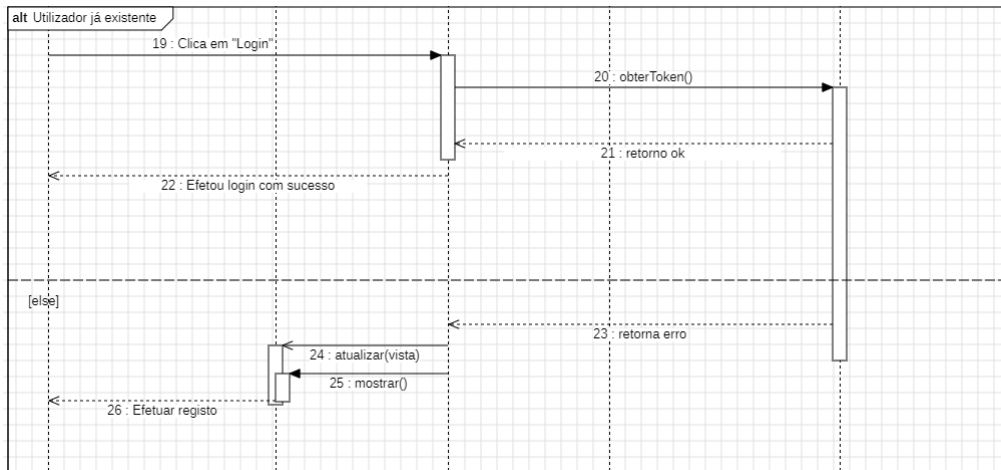 alt Utilizador já existente
19 : Clica em "Login"
20 : obterToken()
21 : retorno ok
22 : Efetou login com sucesso
[else]
23 : retorna erro
24 : atualizar(vista)
25 : mostrar()
26 : Efetuar registo